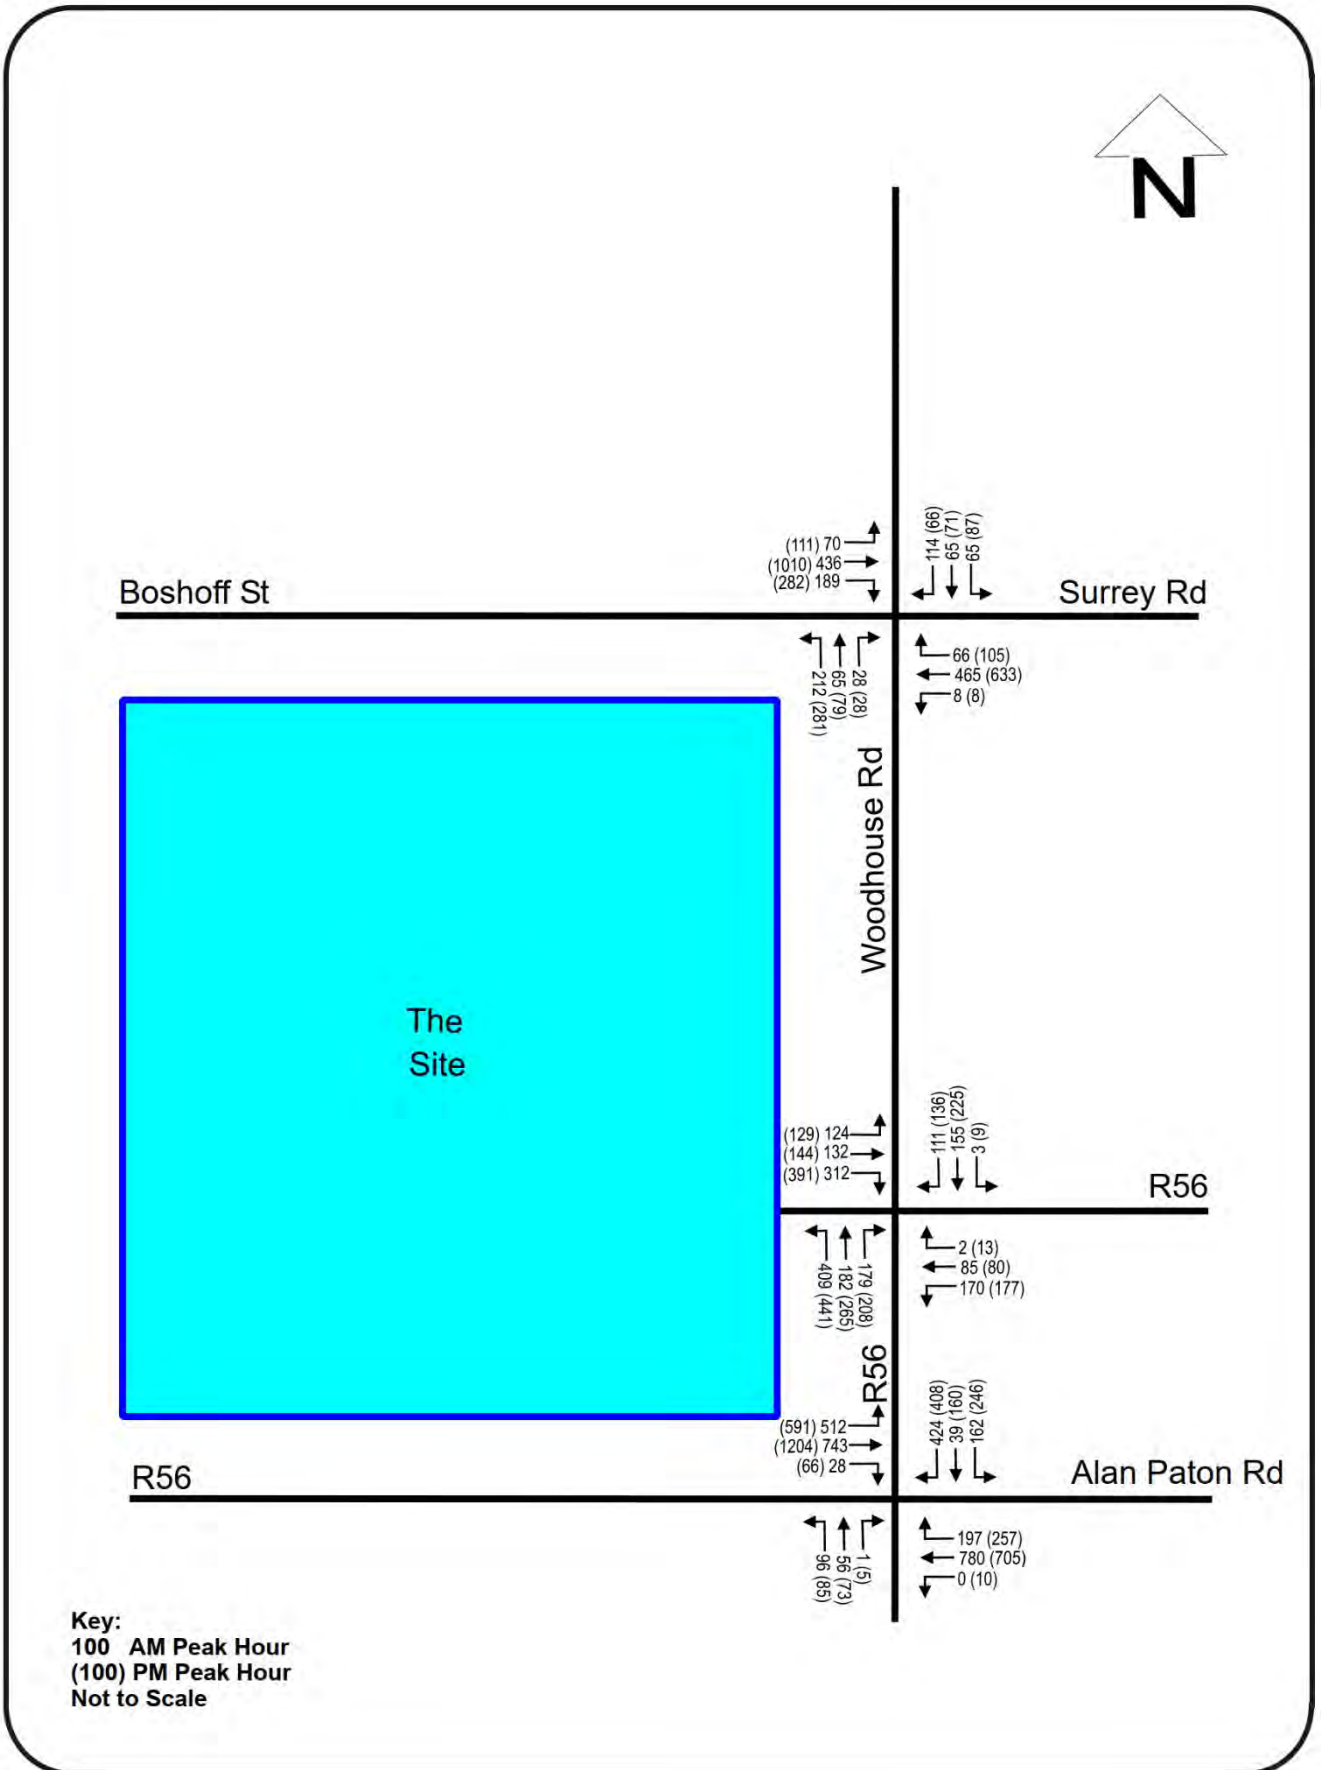 N
(111) 70
(1010) 436
(282) 189
114 (66)
65 (71)
65 (87)
Boshoff St
Surrey Rd
212 (281)
65 (79)
28 (28)
66 (105)
465 (633)
8 (8)
Woodhouse Rd
The
Site
(129) 124
(144) 132
(391) 312
111 (136)
155 (225)
3 (9)
R56
409 (441)
182 (265)
179 (208)
2 (13)
85 (80)
170 (177)
R56
(591) 512
(1204) 743
(66) 28
424 (408)
39 (160)
162 (246)
R56
Alan Paton Rd
96 (85)
56 (73)
1 (5)
197 (257)
780 (705)
0 (10)
Key:
100 AM Peak Hour
(100) PM Peak Hour
Not to Scale